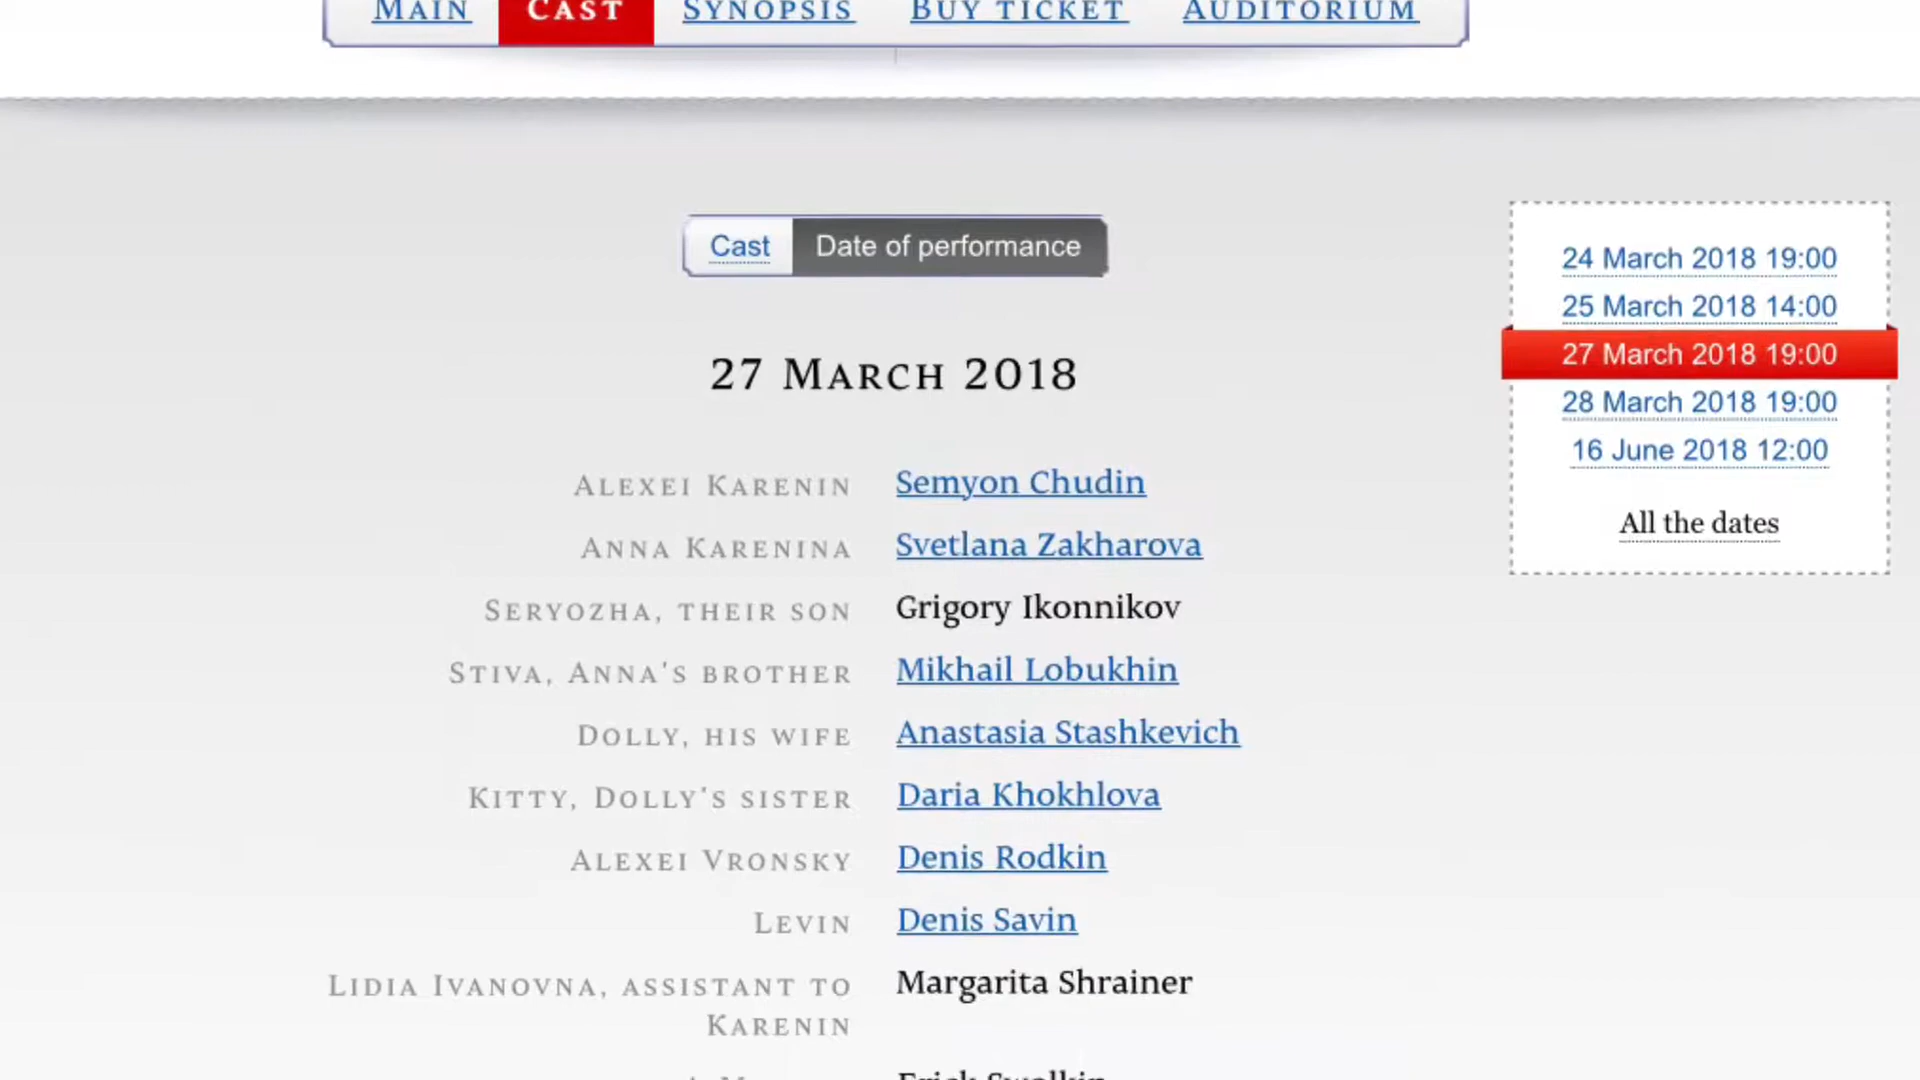 MAIN CAST SYNOPSIS BUY TICKET AUDITORIUM
Cast Date of performance
27 MARCH 2018
ALEXEI KARENIN Semyon Chudin
ANNA KARENINA Svetlana Zakharova
SERYOZHA, THEIR SON Grigory Ikonnikov
STIVA, ANNA'S BROTHER Mikhail Lobukhin
DOLLY, HIS WIFE Anastasia Stashkevich
KITTY, DOLLY'S SISTER Daria Khokhlova
ALEXEI VRONSKY Denis Rodkin
LEVIN Denis Savin
LIDIA IVANOVNA, ASSISTANT TO Margarita Shrainer
KARENIN
24 March 2018 19:00
25 March 2018 14:00
27 March 2018 19:00
28 March 2018 19:00
16 June 2018 12:00
All the dates